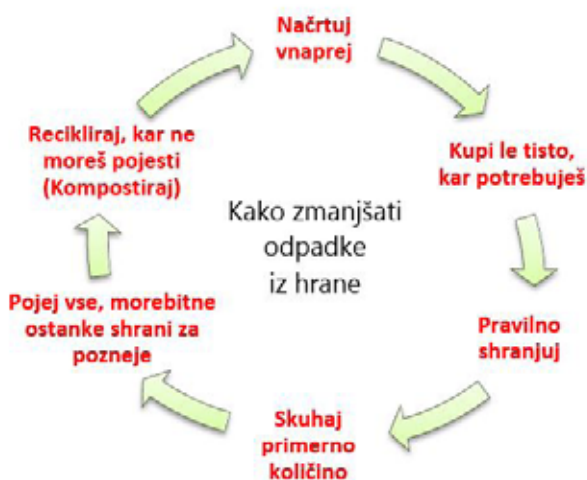 Načrtuj
vnaprej
Kupi le tisto,
kar potrebuješ
Pravilno
shranjuj
Skuhaj
primerno
količino
Pojej vse, morebitne
ostanke shrani za
pozneje
Recikliraj, kar ne
moreš pojesti
(Kompostiraj)
Kako zmanjšati
odpadke
iz hrane